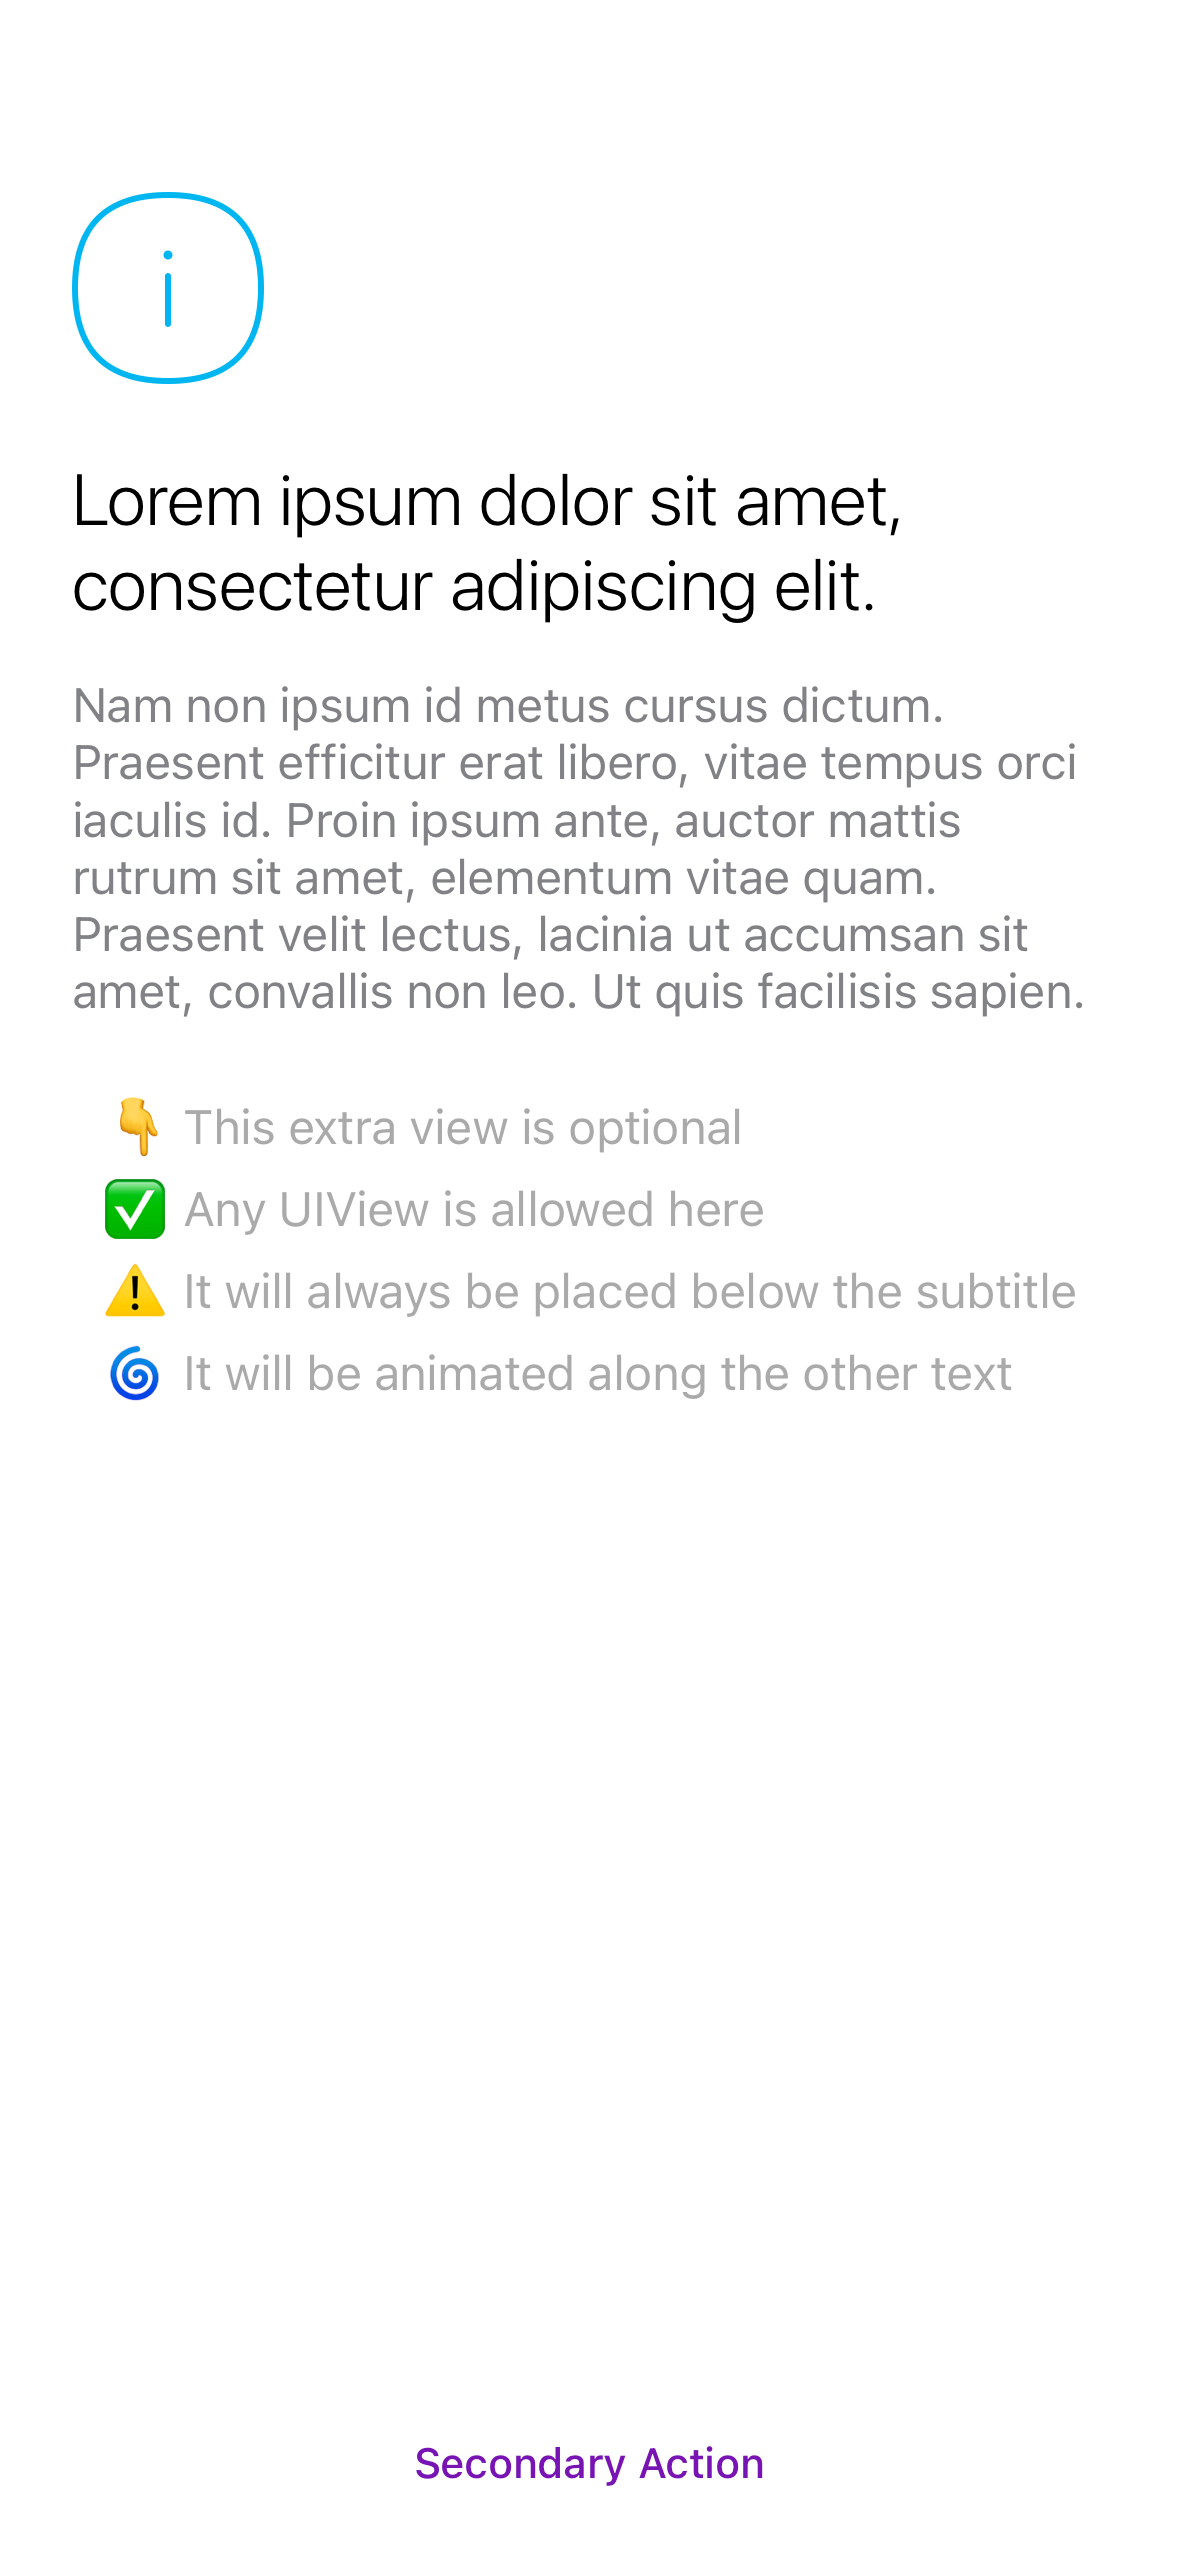 Lorem ipsum dolor sit amet,
consectetur adipiscing elit.
Nam non ipsum id metus cursus dictum.
Praesent efficitur erat libero, vitae tempus orci
iaculis id. Proin ipsum ante, auctor mattis
rutrum sit amet, elementum vitae quam.
Praesent velit lectus, lacinia ut accumsan sit
amet, convallis non leo. Ut quis facilisis sapien.
👇 This extra view is optional
✅ Any UIView is allowed here
⚠️ It will always be placed below the subtitle
🌀 It will be animated along the other text
Secondary Action